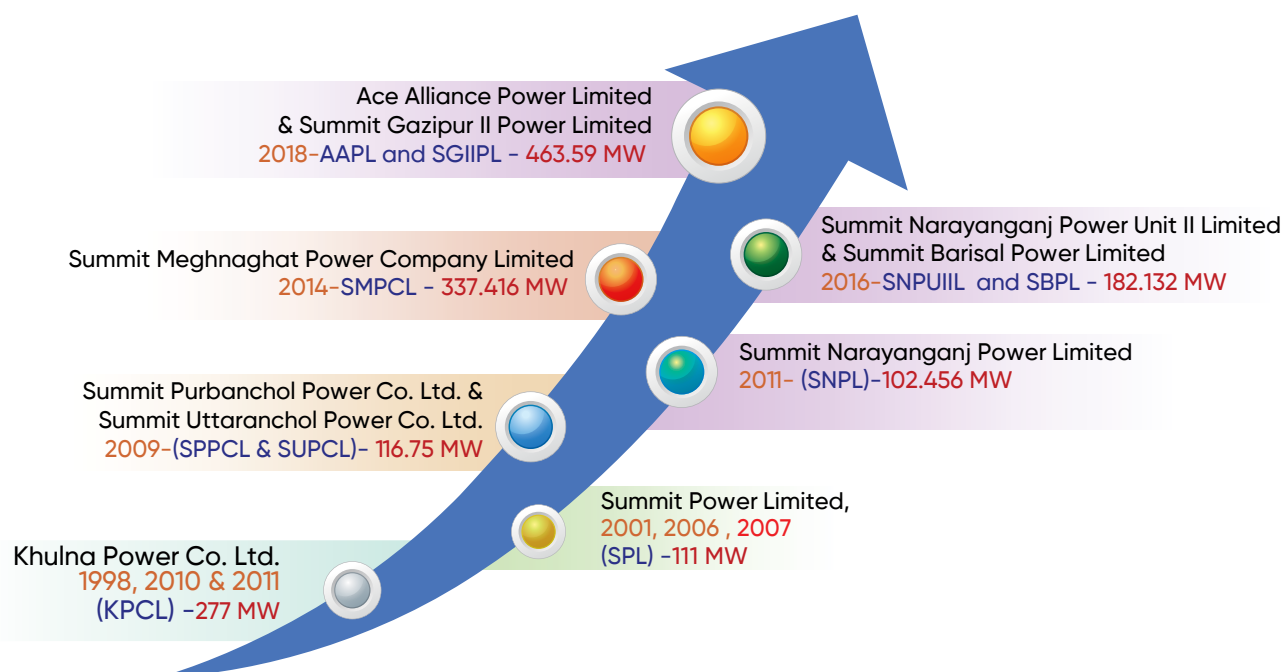 Ace Alliance Power Limited
& Summit Gazipur II Power Limited
2018-AAPL and SGIIPL - 463.59 MW
Summit Narayanganj Power Unit II Limited
& Summit Barisal Power Limited
2016-SNPUIIL and SBPL - 182.132 MW
Summit Meghnaghat Power Company Limited
2014-SMPCL - 337.416 MW
Summit Narayanganj Power Limited
2011- (SNPL)-102.456 MW
Summit Purbanchol Power Co. Ltd. &
Summit Uttaranchol Power Co. Ltd.
2009-(SPPCL & SUPCL)- 116.75 MW
Summit Power Limited,
2001, 2006 , 2007
(SPL) -111 MW
Khulna Power Co. Ltd.
1998, 2010 & 2011
(KPCL) -277 MW